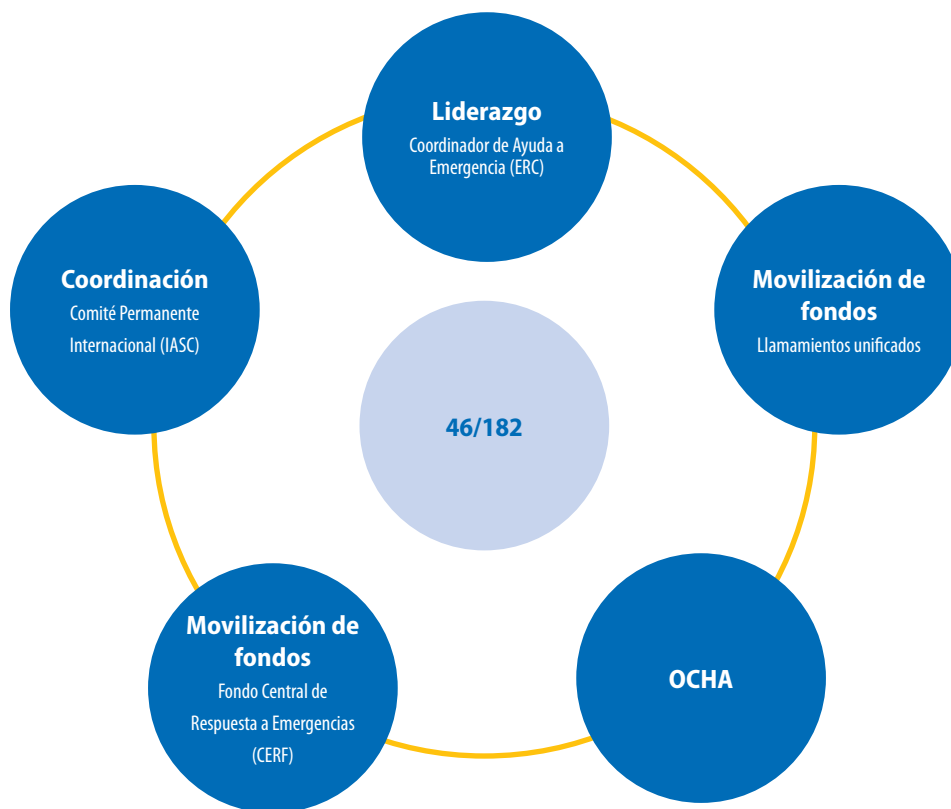 Liderazgo
Coordinador de Ayuda a
Emergencia (ERC)
Coordinación
Comité Permanente
Internacional (IASC)
Movilización de
fondos
Llamamientos unificados
46/182
Movilización de
fondos
Fondo Central de
Respuesta a Emergencias
(CERF)
OCHA